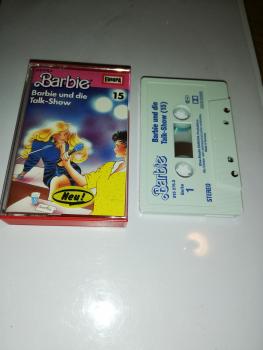 Barbie
EUROPA
Barbie und die
Talk-Show
15
Neu!
Barbie und die
Talk-Show (15)
Barbie
1
STEREO